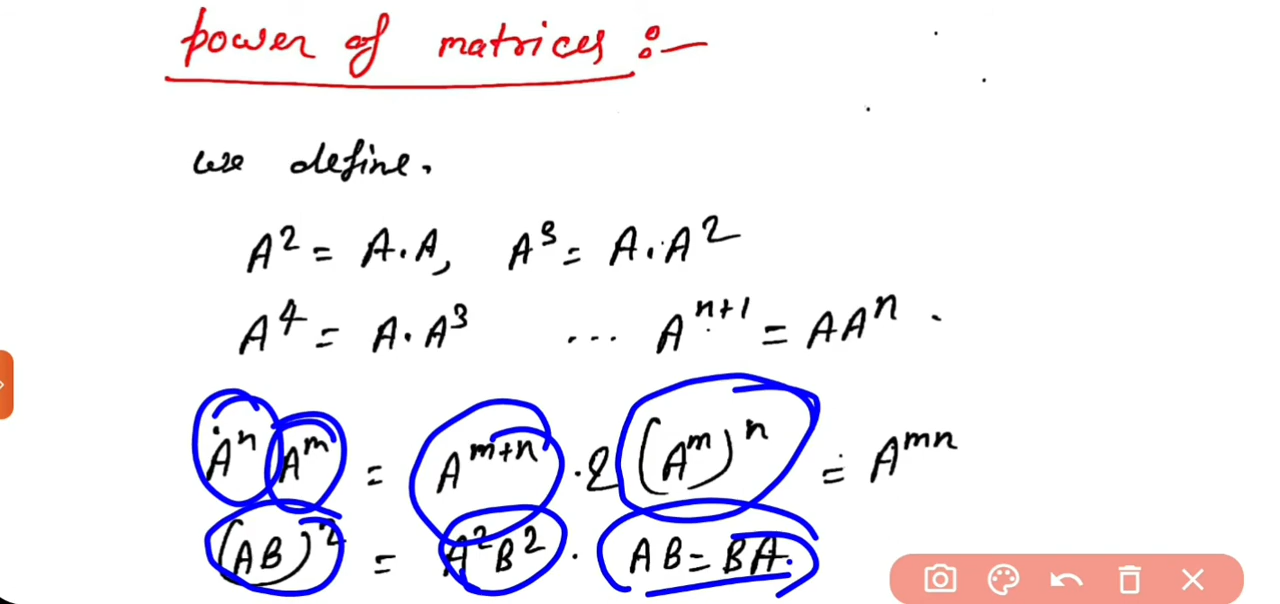 power of matrices :-
we define.
A² = A.A, A³ = A.A²
A⁴ = A.A³ ... Aⁿ⁺¹ = AAⁿ.
AⁿAᵐ = Aᵐ⁺ⁿ. & (Aᵐ)ⁿ = Aᵐⁿ
(AB)² = A²B². AB = BA.